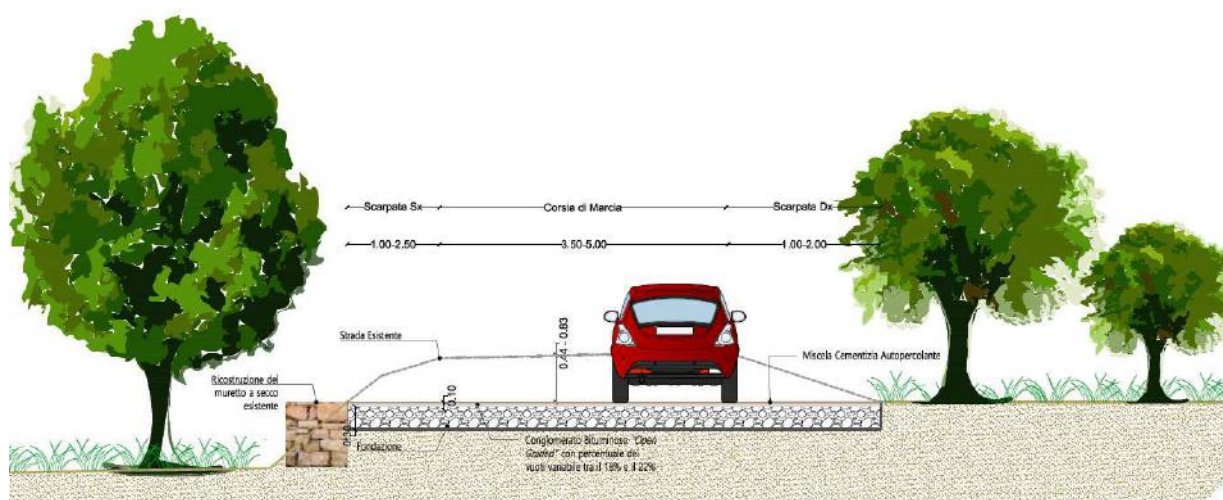 Scarpata Sx
Corsia di Marcia
Scarpata Dx
1.00-2.50
3.50-5.00
1.00-2.00
0.44 - 0.83
Strada Esistente
Miscela Cementizia Autopercolante
Ricostruzione del
muretto a secco
esistente
0.10
Fondazione
Conglomerato Bituminoso "Open
Graded" con percentuale dei
vuoti variabile tra il 18% e il 22%